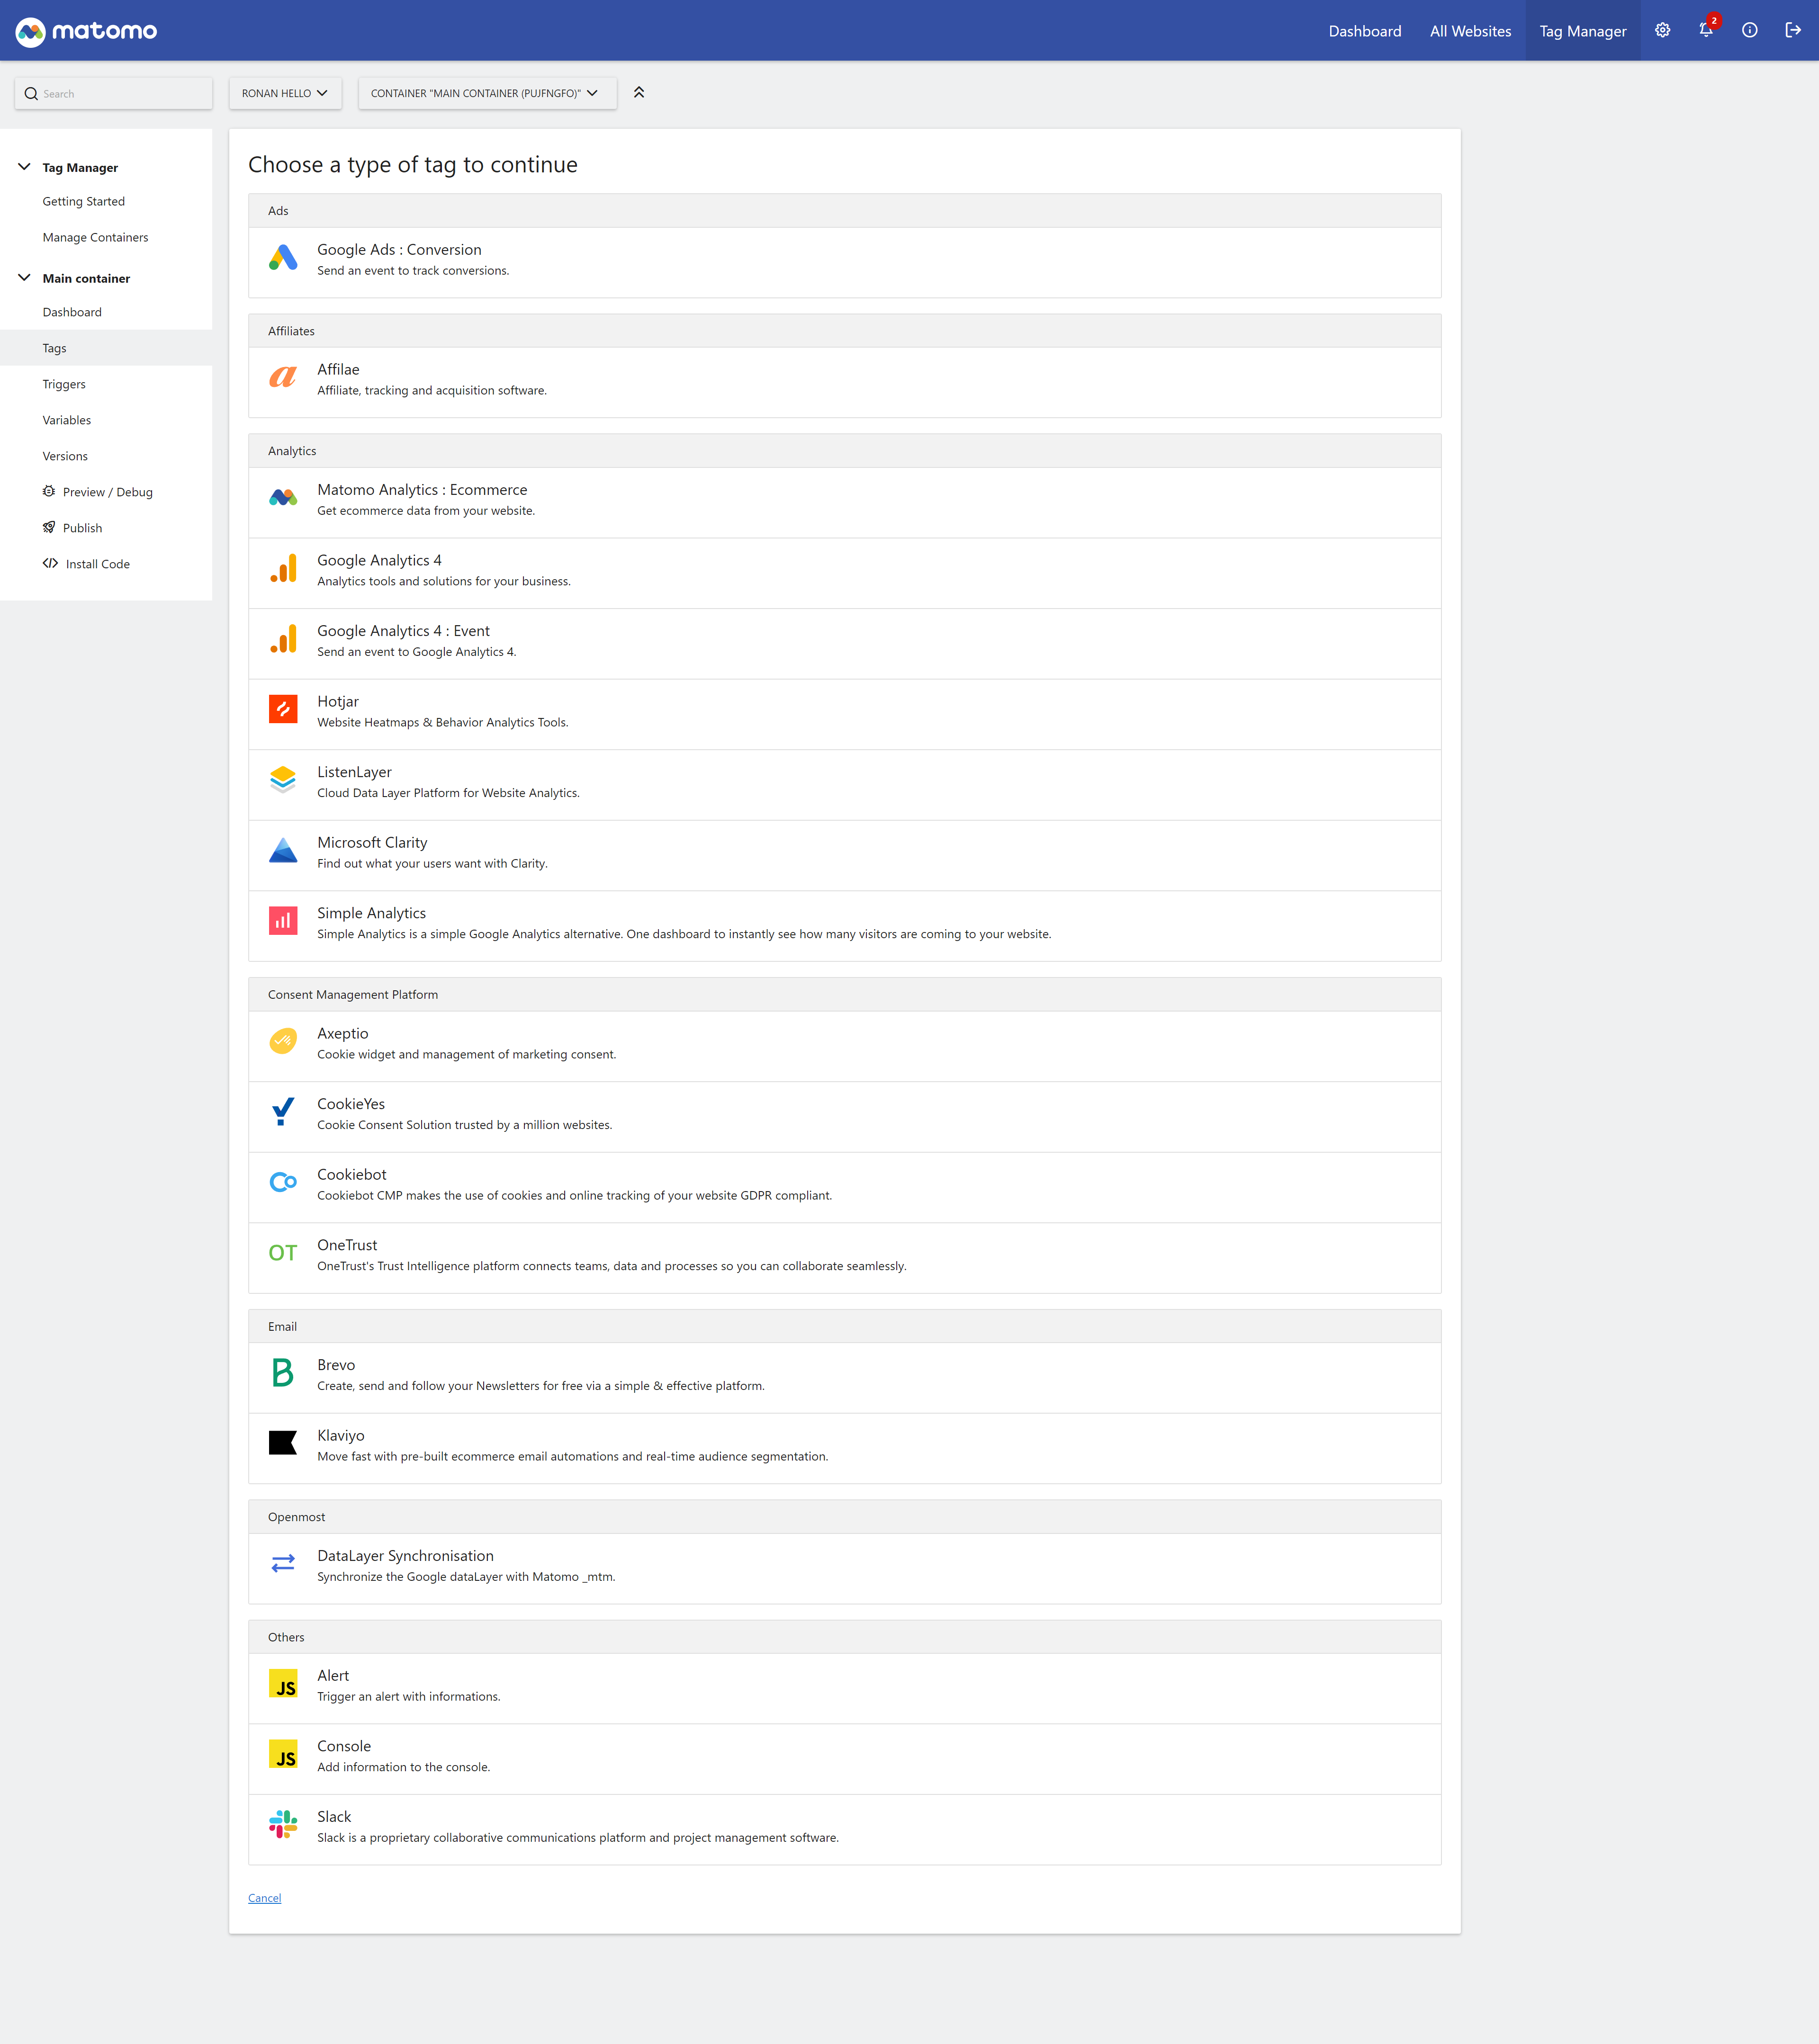 matomo
Dashboard
All Websites
Tag Manager
2
Search
RONAN HELLO
CONTAINER "MAIN CONTAINER (PUJFNGFO)"
Tag Manager
Getting Started
Manage Containers
Main container
Dashboard
Tags
Triggers
Variables
Versions
Preview / Debug
Publish
Install Code
Choose a type of tag to continue
Ads
Google Ads : Conversion
Send an event to track conversions.
Affiliates
Affilae
Affiliate, tracking and acquisition software.
Analytics
Matomo Analytics : Ecommerce
Get ecommerce data from your website.
Google Analytics 4
Analytics tools and solutions for your business.
Google Analytics 4 : Event
Send an event to Google Analytics 4.
Hotjar
Website Heatmaps & Behavior Analytics Tools.
ListenLayer
Cloud Data Layer Platform for Website Analytics.
Microsoft Clarity
Find out what your users want with Clarity.
Simple Analytics
Simple Analytics is a simple Google Analytics alternative. One dashboard to instantly see how many visitors are coming to your website.
Consent Management Platform
Axeptio
Cookie widget and management of marketing consent.
CookieYes
Cookie Consent Solution trusted by a million websites.
Cookiebot
Cookiebot CMP makes the use of cookies and online tracking of your website GDPR compliant.
OT
OneTrust
OneTrust's Trust Intelligence platform connects teams, data and processes so you can collaborate seamlessly.
Email
B
Brevo
Create, send and follow your Newsletters for free via a simple & effective platform.
Klaviyo
Move fast with pre-built ecommerce email automations and real-time audience segmentation.
Openmost
DataLayer Synchronisation
Synchronize the Google dataLayer with Matomo _mtm.
Others
JS
Alert
Trigger an alert with informations.
JS
Console
Add information to the console.
Slack
Slack is a proprietary collaborative communications platform and project management software.
Cancel